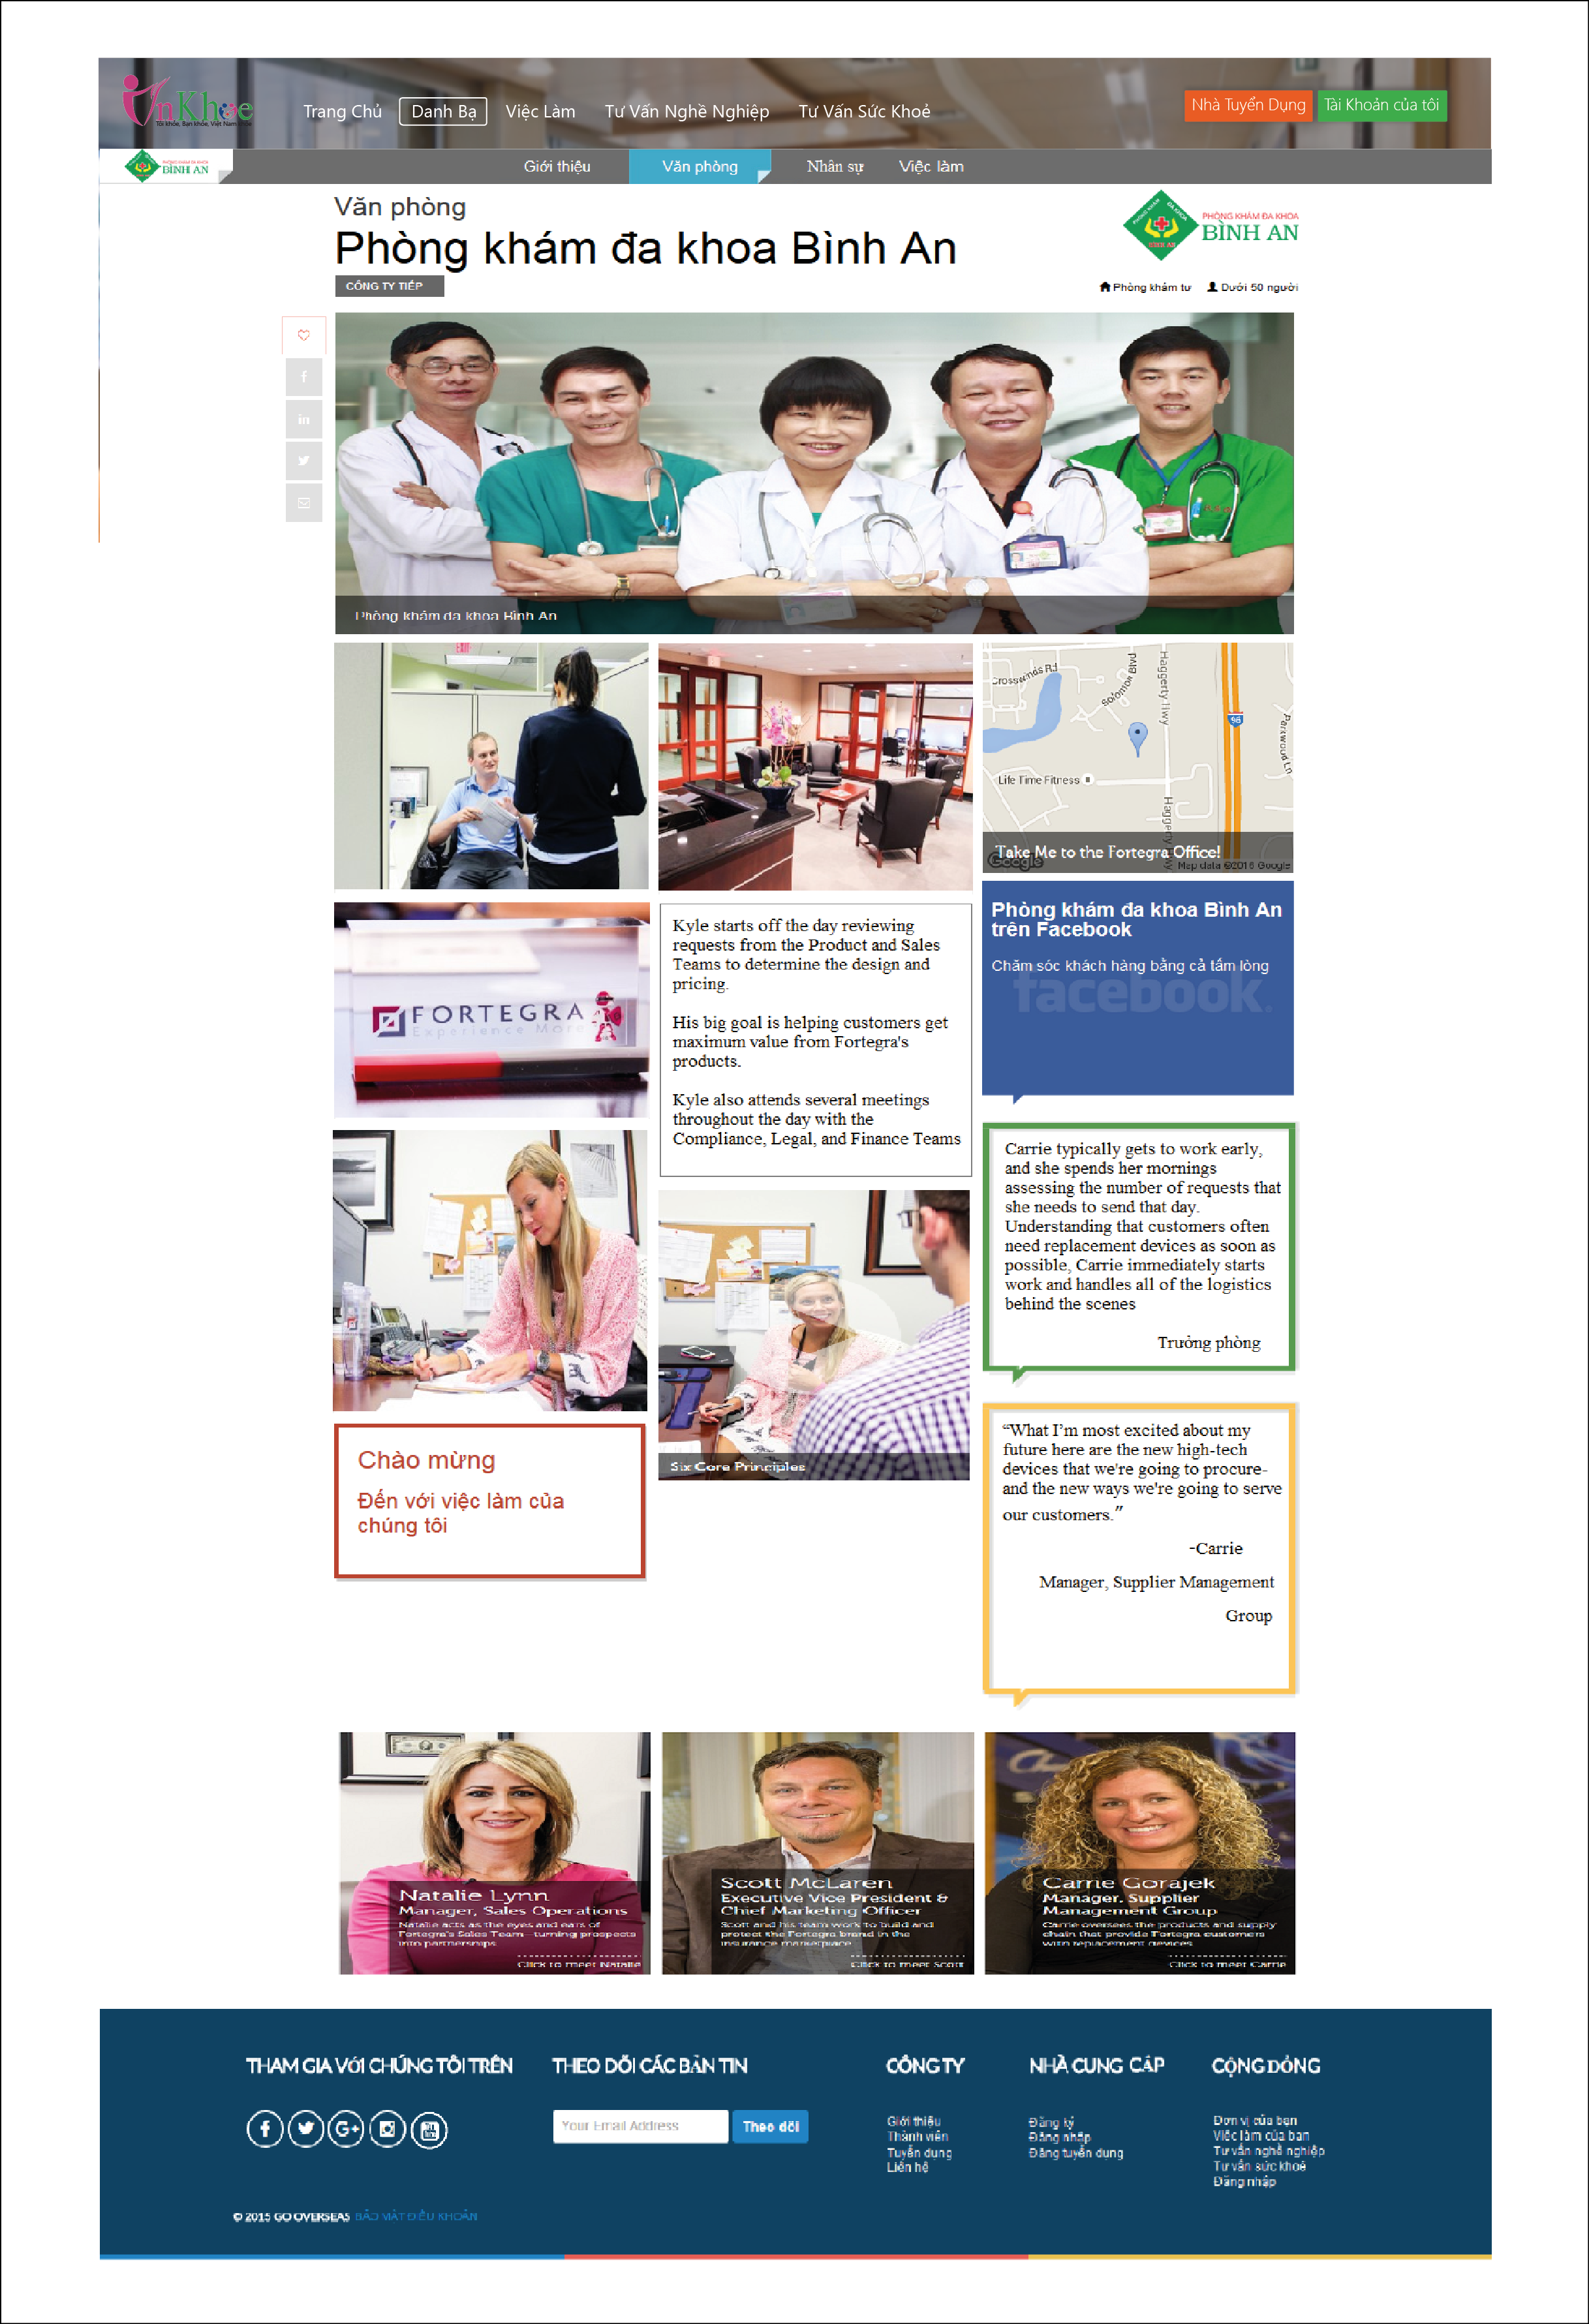 Khoẻ
Tôi khoẻ, Bạn khoẻ, Việt Nam
Trang Chủ
Danh Bạ
Việc Làm
Tư Vấn Nghề Nghiệp
Tư Vấn Sức Khoẻ
Nhà Tuyển Dụng
Tài Khoản của tôi
PHÒNG KHÁM ĐA KHOA
BÌNH AN
Giới thiệu
Văn phòng
Nhân sự
Việc làm
Văn phòng
Phòng khám đa khoa Bình An
CÔNG TY TIẾP
PHÒNG KHÁM ĐA KHOA
BÌNH AN
PHÒNG KHÁM
ĐA KHOA
BÌNH AN
Phòng khám tư
Dưới 50 người
Phòng khám đa khoa Bình An
EXIT
Crosswinds Rd
Solomon Blvd
Haggerty Hwy
96
Parkwood Ln
Life Time Fitness
Haggerty Hwy
Take Me to the Fortegra Office!
Google
Map data ©2016 Google
FORTEGRA
Experience More
Kyle starts off the day reviewing
requests from the Product and Sales
Teams to determine the design and
pricing.
His big goal is helping customers get
maximum value from Fortegra's
products.
Kyle also attends several meetings
throughout the day with the
Compliance, Legal, and Finance Teams
Phòng khám đa khoa Bình An
trên Facebook
Chăm sóc khách hàng bằng cả tấm lòng
facebook.
Carrie typically gets to work early,
and she spends her mornings
assessing the number of requests that
she needs to send that day.
Understanding that customers often
need replacement devices as soon as
possible, Carrie immediately starts
work and handles all of the logistics
behind the scenes
Trưởng phòng
Six Core Principles
Chào mừng
Đến với việc làm của
chúng tôi
“What I’m most excited about my
future here are the new high-tech
devices that we're going to procure-
and the new ways we're going to serve
our customers.”
-Carrie
Manager, Supplier Management
Group
Natalie Lynn
Manager, Sales Operations
Natalie acts as the eyes and ears of
Fortegra's Sales Team—turning prospects
into partnerships.
Click to meet Natalie
Scott McLaren
Executive Vice President &
Chief Marketing Officer
Scott and his team work to build and
protect the Fortegra brand in the
insurance marketplace.
Click to meet Scott
Carrie Gorajek
Manager, Supplier
Management Group
Carrie oversees the products and supply
chain that provide Fortegra customers
with replacement devices.
Click to meet Carrie
THAM GIA VỚI CHÚNG TÔI TRÊN
THEO DÕI CÁC BẢN TIN
Your Email Address
Theo dõi
CÔNG TY
Giới thiệu
Thành viên
Tuyển dụng
Liên hệ
NHÀ CUNG CẤP
Đăng ký
Đăng nhập
Đăng tuyển dụng
CỘNG ĐỒNG
Đơn vị của bạn
Việc làm của bạn
Tư vấn nghề nghiệp
Tư vấn sức khoẻ
Đăng nhập
© 2015 GO OVERSEAS BẢO MẬT ĐIỀU KHOẢN